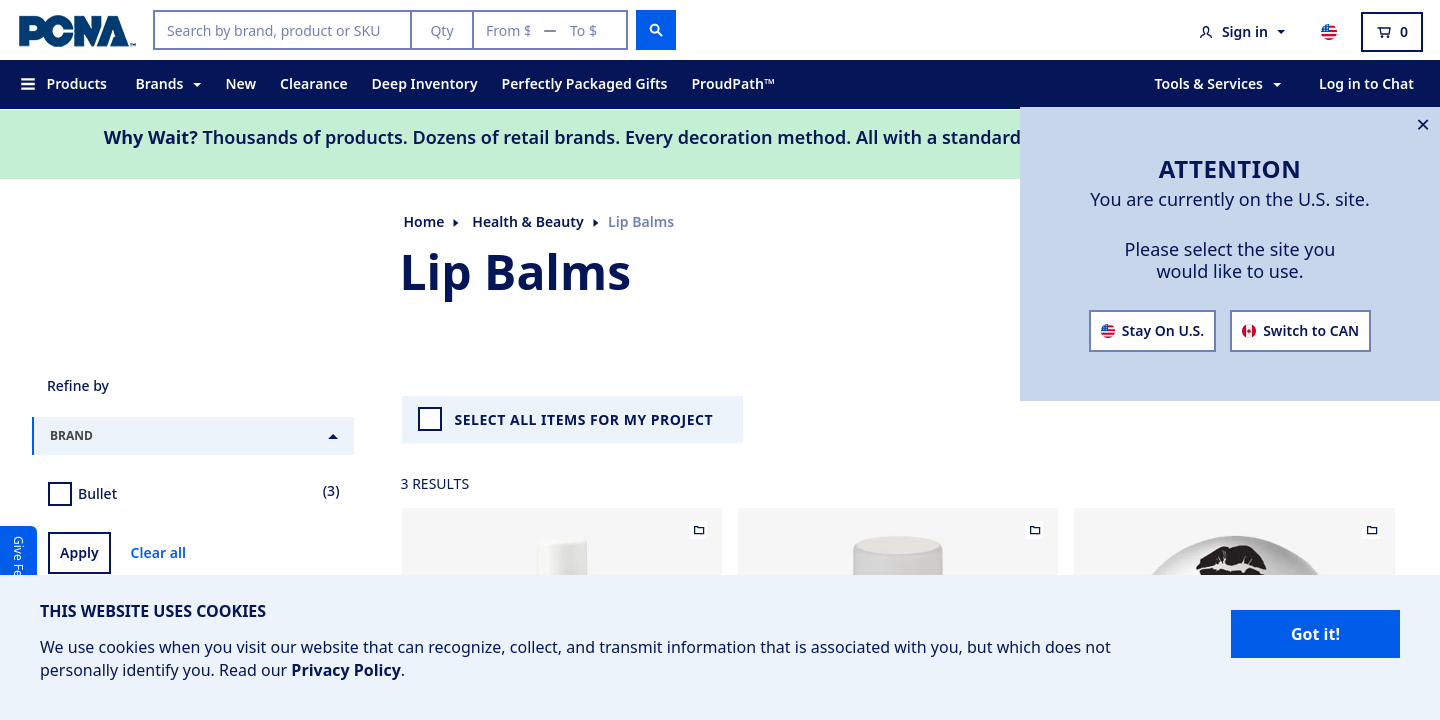 PCNA™
Search by brand, product or SKU
Qty
From $ — To $
Sign in
0
Products
Brands
New
Clearance
Deep Inventory
Perfectly Packaged Gifts
ProudPath™
Tools & Services
Log in to Chat
Why Wait? Thousands of products. Dozens of retail brands. Every decoration method. All with a standard
ATTENTION
You are currently on the U.S. site.
Please select the site you
would like to use.
Stay On U.S.
Switch to CAN
Home
Health & Beauty
Lip Balms
Lip Balms
Refine by
BRAND
Bullet
(3)
Apply
Clear all
SELECT ALL ITEMS FOR MY PROJECT
3 RESULTS
Give
THIS WEBSITE USES COOKIES
We use cookies when you visit our website that can recognize, collect, and transmit information that is associated with you, but which does not
personally identify you. Read our Privacy Policy.
Got it!